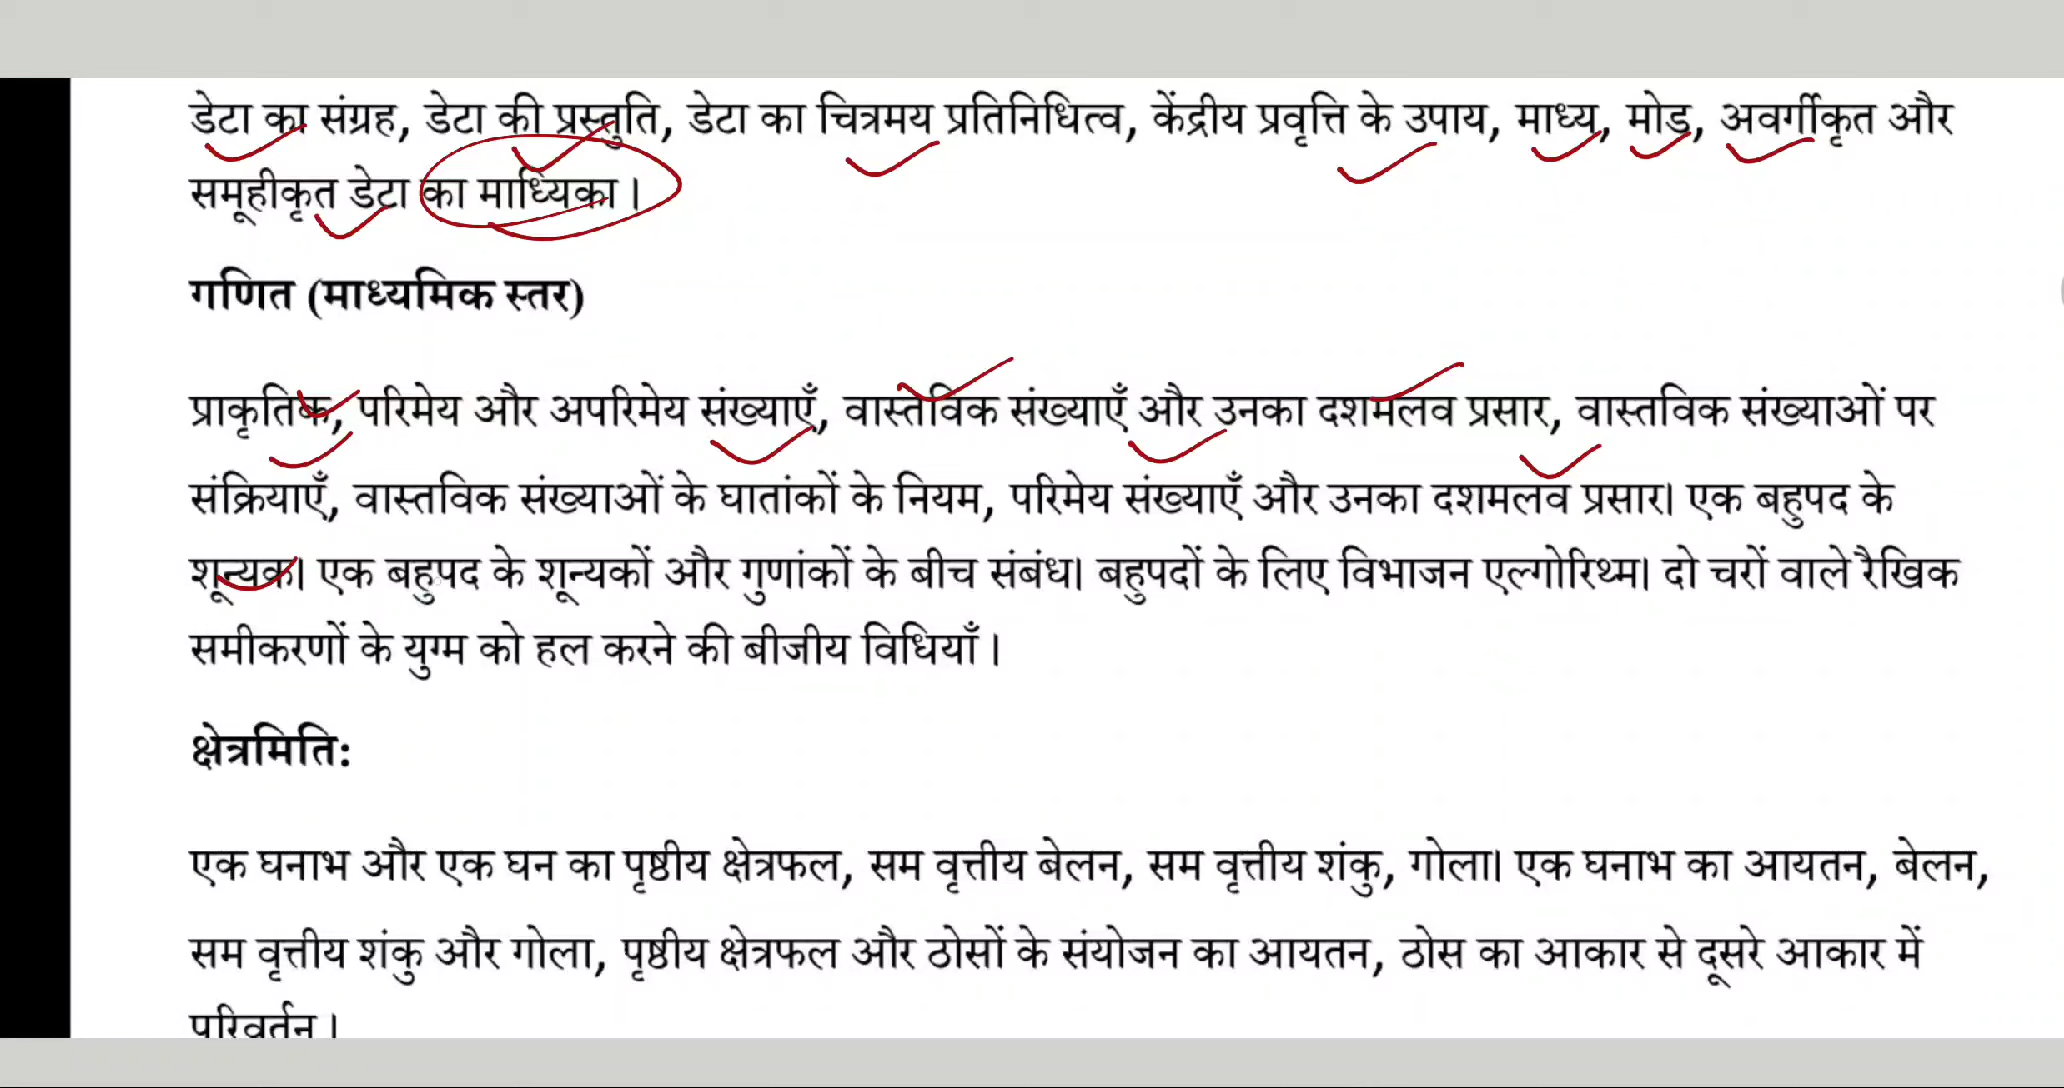 डेटा का संग्रह, डेटा की प्रस्तुति, डेटा का चित्रमय प्रतिनिधित्व, केंद्रीय प्रवृत्ति के उपाय, माध्य, मोड, अवर्गीकृत और
समूहीकृत डेटा का माध्यिका।
गणित (माध्यमिक स्तर)
प्राकृतिक, परिमेय और अपरिमेय संख्याएँ, वास्तविक संख्याएँ और उनका दशमलव प्रसार, वास्तविक संख्याओं पर
संक्रियाएँ, वास्तविक संख्याओं के घातांकों के नियम, परिमेय संख्याएँ और उनका दशमलव प्रसार। एक बहुपद के
शून्यक। एक बहुपद के शून्यकों और गुणांकों के बीच संबंध। बहुपदों के लिए विभाजन एल्गोरिथ्म। दो चरों वाले रैखिक
समीकरणों के युग्म को हल करने की बीजीय विधियाँ।
क्षेत्रमिति:
एक घनाभ और एक घन का पृष्ठीय क्षेत्रफल, सम वृत्तीय बेलन, सम वृत्तीय शंकु, गोला। एक घनाभ का आयतन, बेलन,
सम वृत्तीय शंकु और गोला, पृष्ठीय क्षेत्रफल और ठोसों के संयोजन का आयतन, ठोस का आकार से दूसरे आकार में
परिवर्तन।